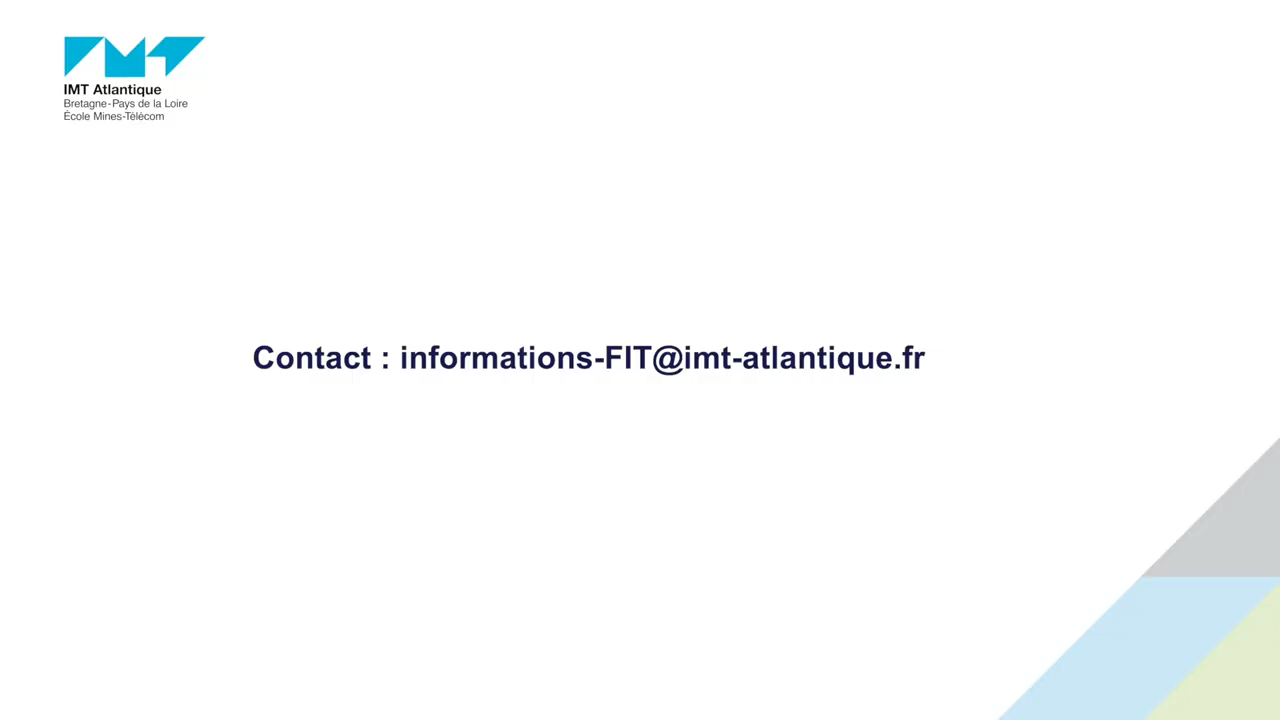 IMT Atlantique
Bretagne-Pays de la Loire
École Mines-Télécom
Contact : informations-FIT@imt-atlantique.fr